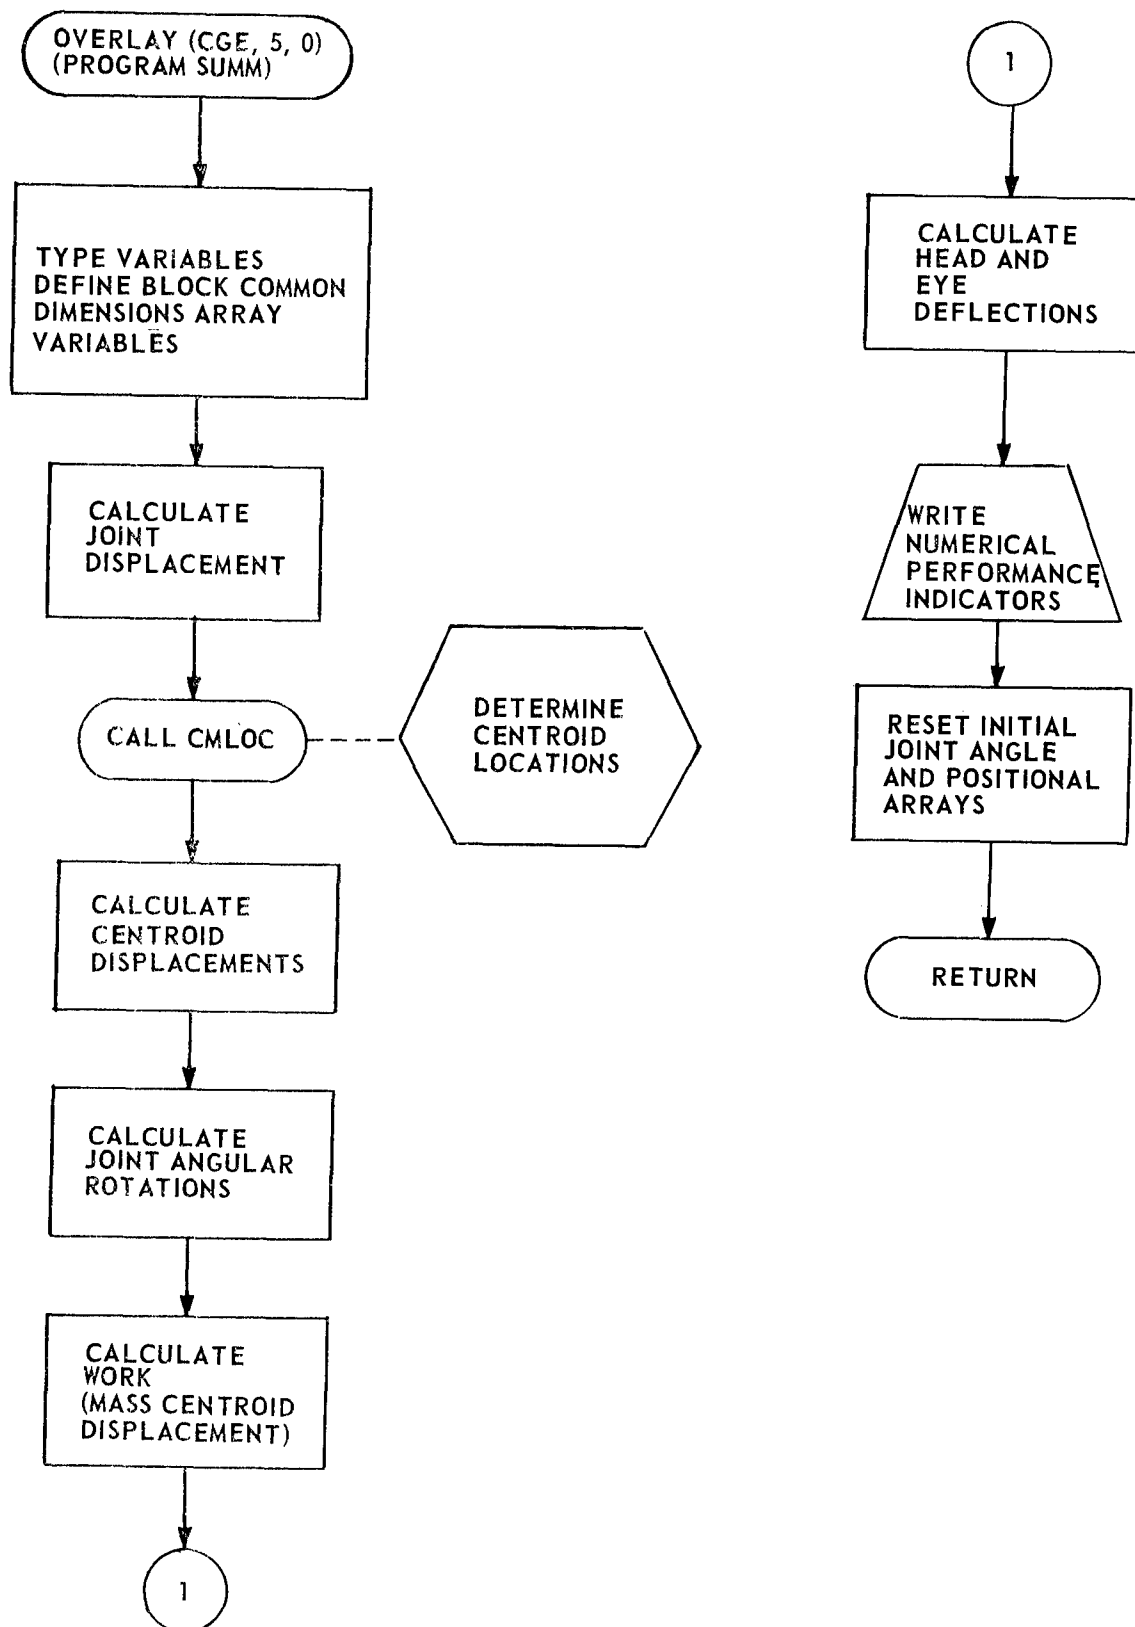 OVERLAY (CGE, 5, 0)
(PROGRAM SUMM)
TYPE VARIABLES
DEFINE BLOCK COMMON
DIMENSIONS ARRAY
VARIABLES
CALCULATE
JOINT
DISPLACEMENT
CALL CMLOC
DETERMINE
CENTROID
LOCATIONS
CALCULATE
CENTROID
DISPLACEMENTS
CALCULATE
JOINT ANGULAR
ROTATIONS
CALCULATE
WORK
(MASS CENTROID
DISPLACEMENT)
1
1
CALCULATE
HEAD AND
EYE
DEFLECTIONS
WRITE
NUMERICAL
PERFORMANCE
INDICATORS
RESET INITIAL
JOINT ANGLE
AND POSITIONAL
ARRAYS
RETURN